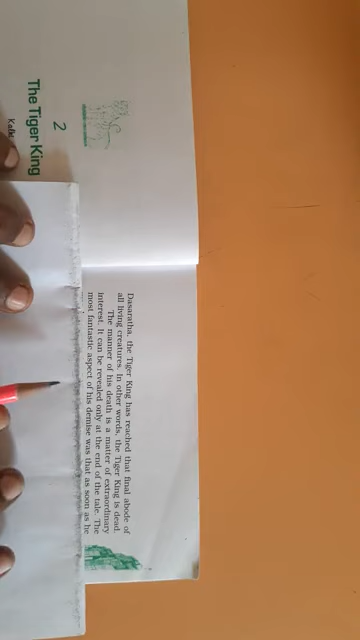 2
The Tiger King
Dasaratha, the Tiger King has reached that final abode of
all living creatures. In other words, the Tiger King is dead.
The manner of his death is a matter of extraordinary
interest. It can be revealed only at the end of the tale. The
most fantastic aspect of his demise was that as soon as he